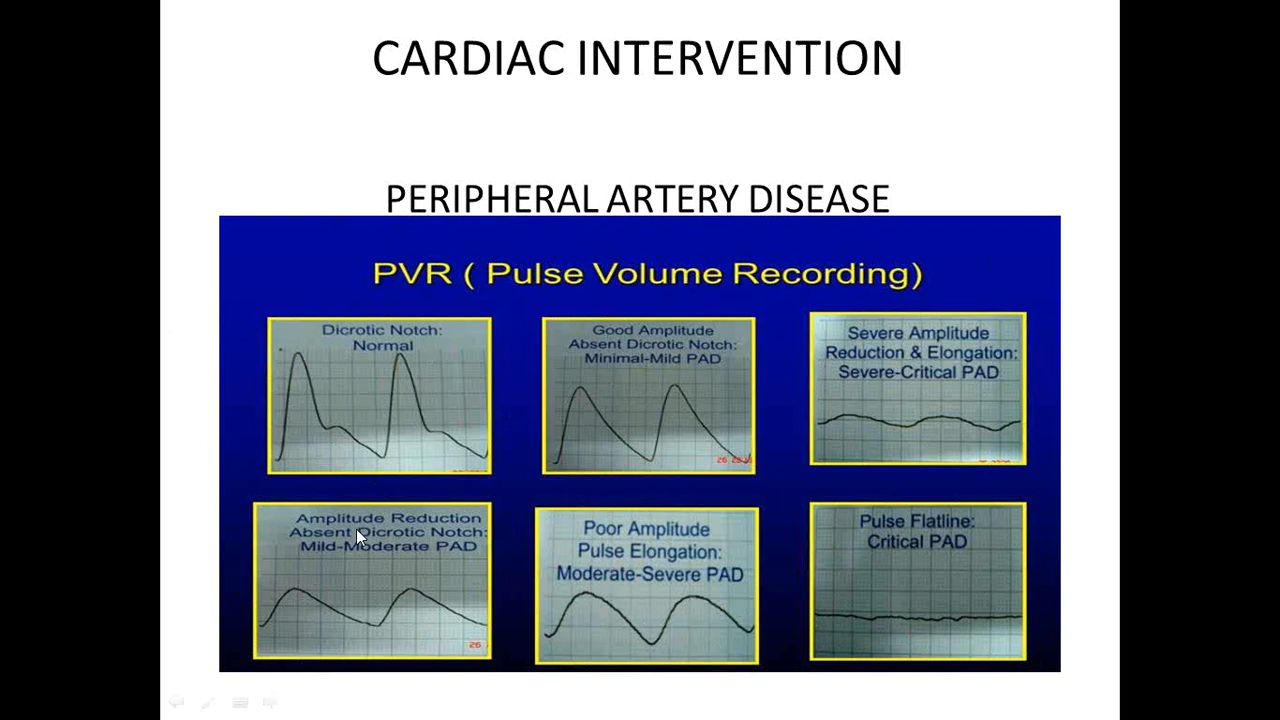 CARDIAC INTERVENTION
PERIPHERAL ARTERY DISEASE
PVR ( Pulse Volume Recording)
Dicrotic Notch:
Normal
Good Amplitude
Absent Dicrotic Notch:
Minimal-Mild PAD
Severe Amplitude
Reduction & Elongation:
Severe-Critical PAD
Amplitude Reduction
Absent Dicrotic Notch:
Mild-Moderate PAD
26
Poor Amplitude
Pulse Elongation:
Moderate-Severe PAD
Pulse Flatline:
Critical PAD